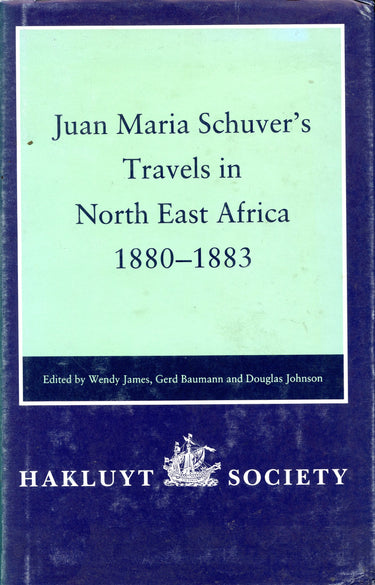 Juan Maria Schuver's
Travels in
North East Africa
1880–1883
Edited by Wendy James, Gerd Baumann and Douglas Johnson
HAKLUYT SOCIETY